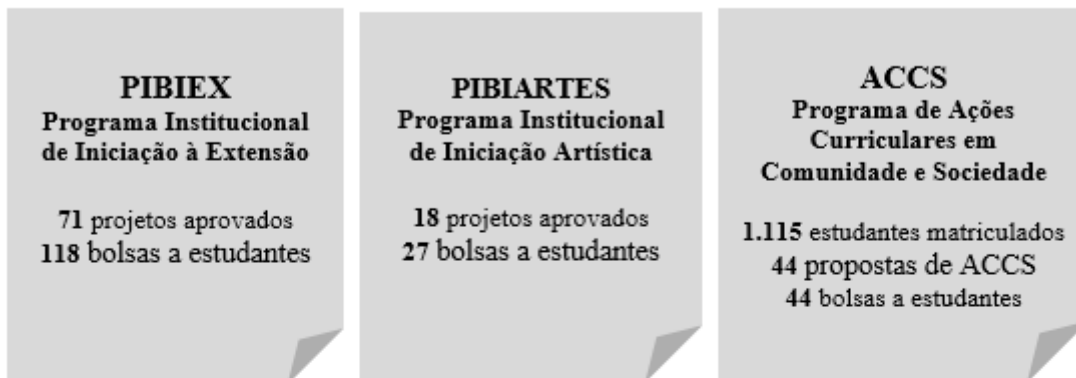 PIBIEX
Programa Institucional
de Iniciação à Extensão
71 projetos aprovados
118 bolsas a estudantes
PIBIARTES
Programa Institucional
de Iniciação Artística
18 projetos aprovados
27 bolsas a estudantes
ACCS
Programa de Ações
Curriculares em
Comunidade e Sociedade
1.115 estudantes matriculados
44 propostas de ACCS
44 bolsas a estudantes